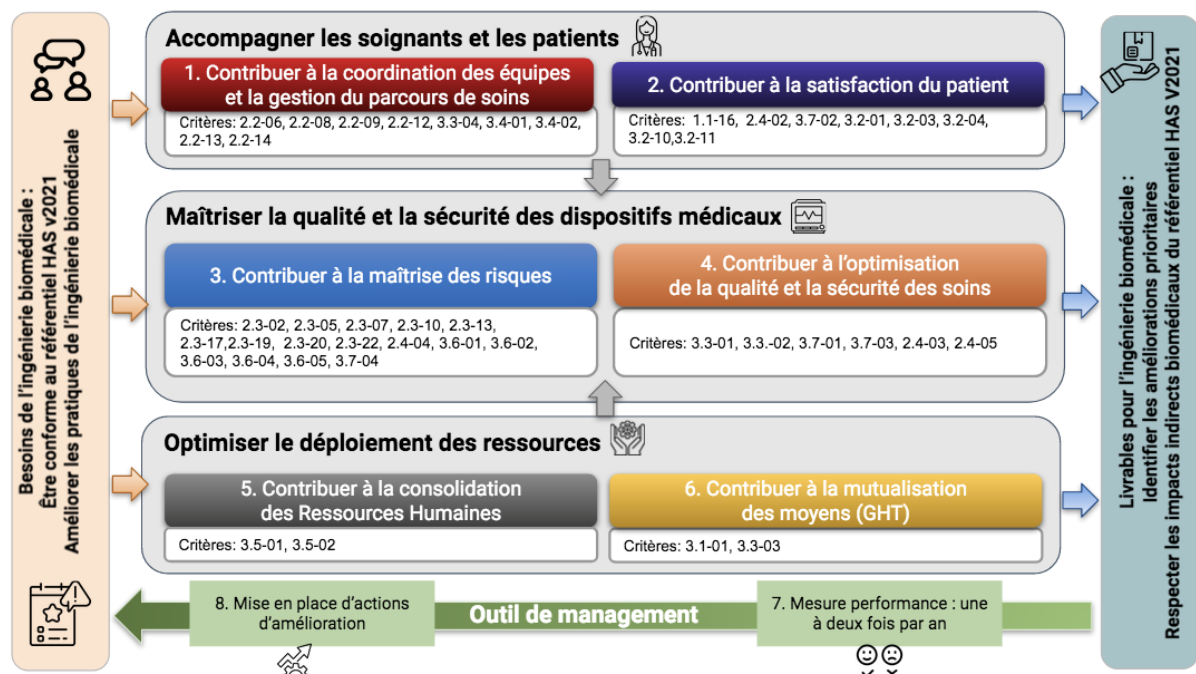 Besoins de l'ingénierie biomédicale :
Être conforme au référentiel HAS v2021
Améliorer les pratiques de l'ingénierie biomédicale
Accompagner les soignants et les patients
1. Contribuer à la coordination des équipes
et la gestion du parcours de soins
Critères: 2.2-06, 2.2-08, 2.2-09, 2.2-12, 3.3-04, 3.4-01, 3.4-02,
2.2-13, 2.2-14
2. Contribuer à la satisfaction du patient
Critères: 1.1-16, 2.4-02, 3.7-02, 3.2-01, 3.2-03, 3.2-04,
3.2-10,3.2-11
Maîtriser la qualité et la sécurité des dispositifs médicaux
3. Contribuer à la maîtrise des risques
Critères: 2.3-02, 2.3-05, 2.3-07, 2.3-10, 2.3-13,
2.3-17,2.3-19, 2.3-20, 2.3-22, 2.4-04, 3.6-01, 3.6-02,
3.6-03, 3.6-04, 3.6-05, 3.7-04
4. Contribuer à l'optimisation
de la qualité et la sécurité des soins
Critères: 3.3-01, 3.3.-02, 3.7-01, 3.7-03, 2.4-03, 2.4-05
Optimiser le déploiement des ressources
5. Contribuer à la consolidation
des Ressources Humaines
Critères: 3.5-01, 3.5-02
6. Contribuer à la mutualisation
des moyens (GHT)
Critères: 3.1-01, 3.3-03
8. Mise en place d'actions
d'amélioration
Outil de management
7. Mesure performance : une
à deux fois par an
Livrables pour l'ingénierie biomédicale :
Identifier les améliorations prioritaires
Respecter les impacts indirects biomédicaux du référentiel HAS V2021